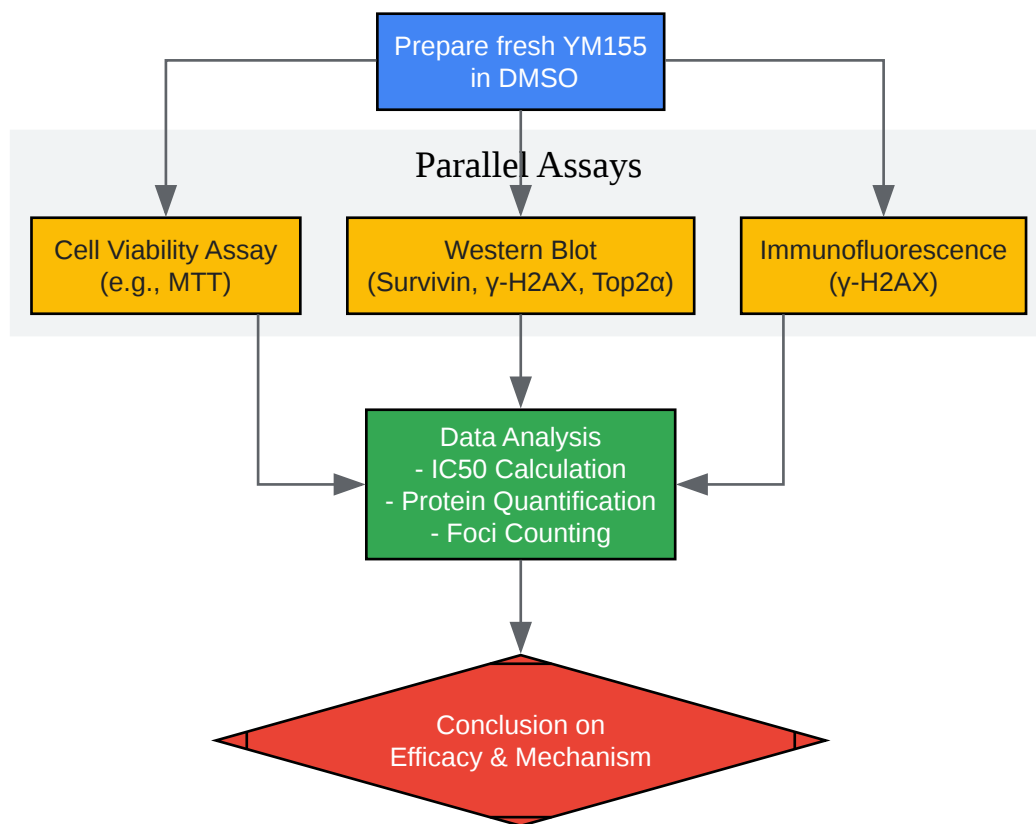 Prepare fresh YM155
in DMSO
Parallel Assays
Cell Viability Assay
(e.g., MTT)
Western Blot
(Survivin, γ-H2AX, Top2α)
Immunofluorescence
(γ-H2AX)
Data Analysis
- IC50 Calculation
- Protein Quantification
- Foci Counting
Conclusion on
Efficacy & Mechanism